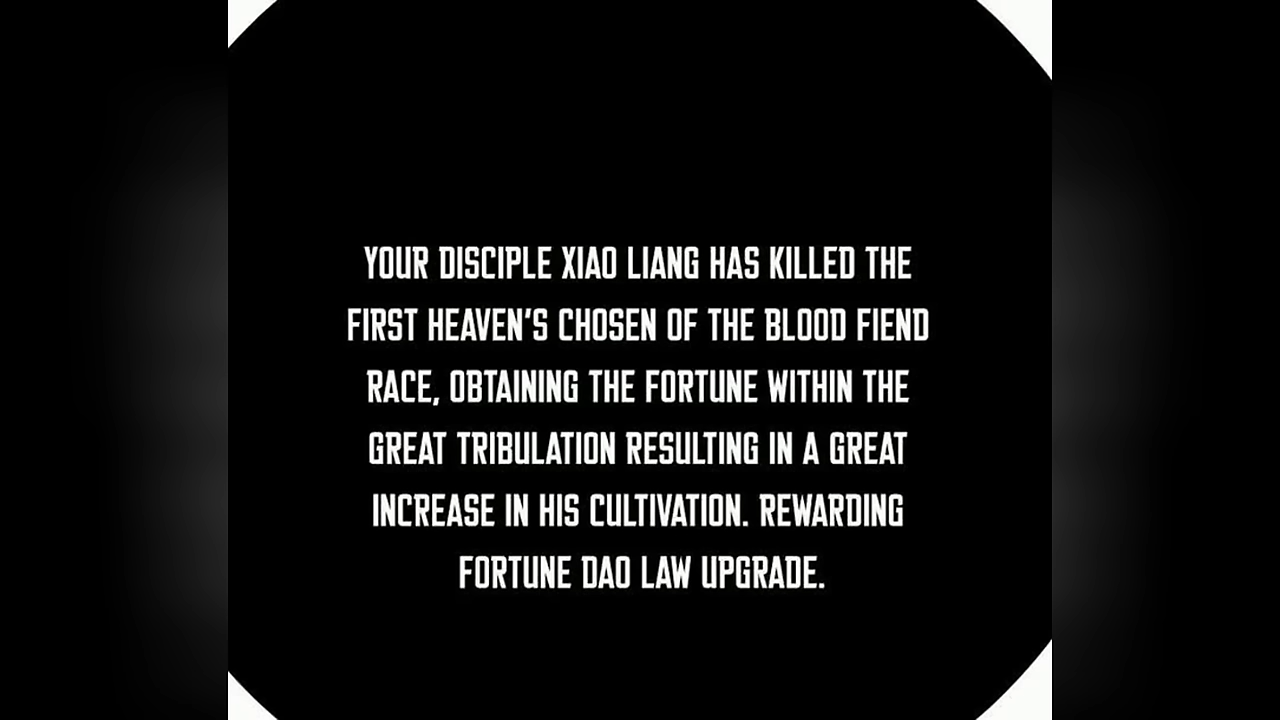 YOUR DISCIPLE XIAO LIANG HAS KILLED THE
FIRST HEAVEN'S CHOSEN OF THE BLOOD FIEND
RACE, OBTAINING THE FORTUNE WITHIN THE
GREAT TRIBULATION RESULTING IN A GREAT
INCREASE IN HIS CULTIVATION. REWARDING
FORTUNE DAO LAW UPGRADE.